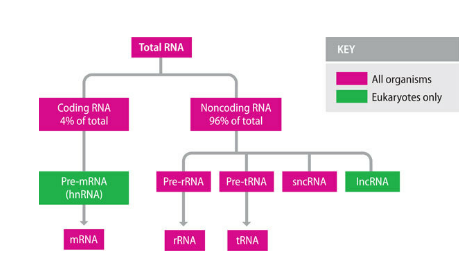 Total RNA
KEY
All organisms
Eukaryotes only
Coding RNA
4% of total
Noncoding RNA
96% of total
Pre-mRNA
(hnRNA)
Pre-rRNA
Pre-tRNA
sncRNA
lncRNA
mRNA
rRNA
tRNA